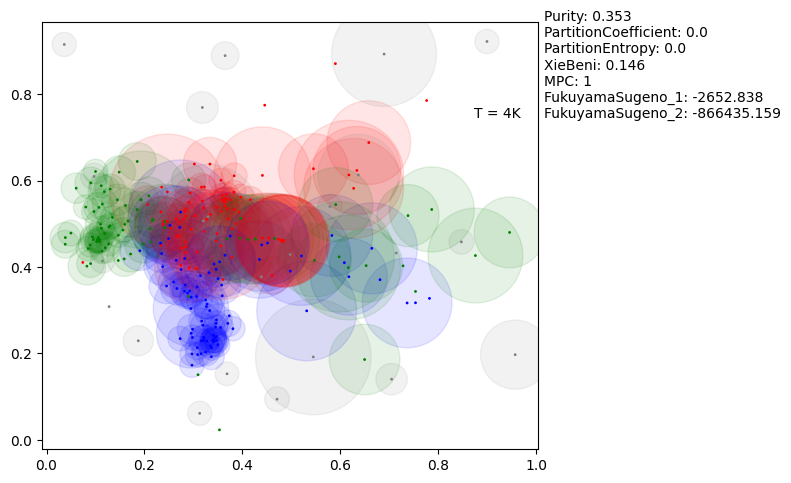 Purity: 0.353
PartitionCoefficient: 0.0
PartitionEntropy: 0.0
XieBeni: 0.146
MPC: 1
FukuyamaSugeno_1: -2652.838
FukuyamaSugeno_2: -866435.159
T = 4K
0.8
0.6
0.4
0.2
0.0
0.0 0.2 0.4 0.6 0.8 1.0